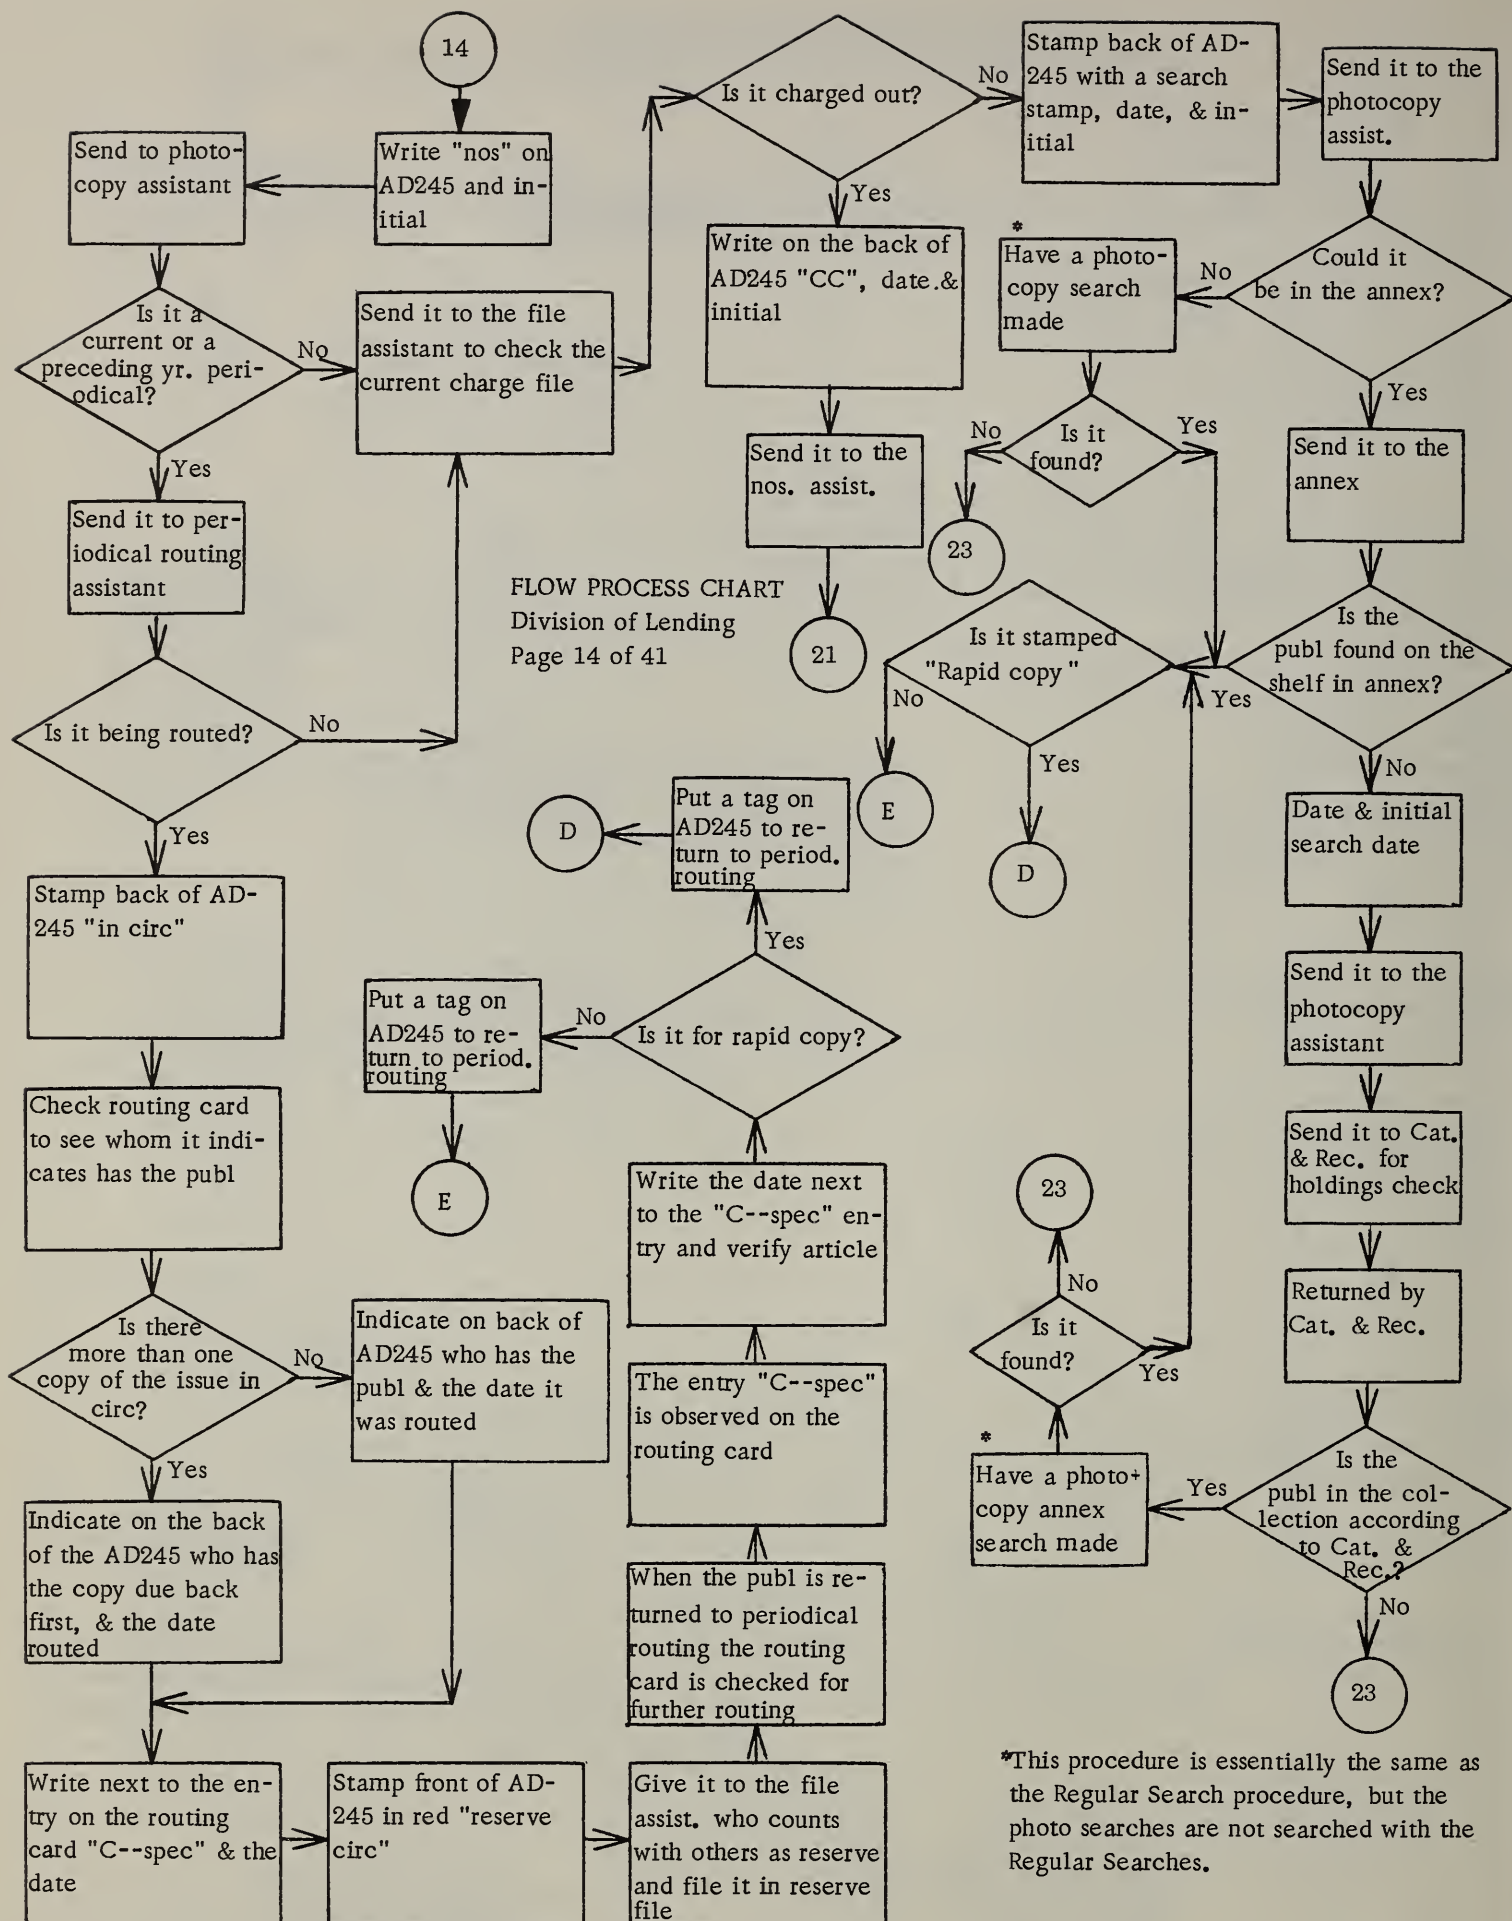 14
Write "nos" on
AD245 and in-
itial
Send to photo-
copy assistant
Is it a
current or a
preceding yr. peri-
odical?
No
Yes
Send it to the file
assistant to check the
current charge file
Send it to per-
iodical routing
assistant
Is it being routed?
No
Yes
Stamp back of AD-
245 "in circ"
Check routing card
to see whom it indi-
cates has the publ
Is there
more than one
copy of the issue in
circ?
No
Yes
Indicate on back of
AD245 who has the
publ & the date it
was routed
Indicate on the back
of the AD245 who has
the copy due back
first, & the date
routed
Write next to the en-
try on the routing
card "C--spec" & the
date
Stamp front of AD-
245 in red "reserve
circ"
Give it to the file
assist. who counts
with others as reserve
and file it in reserve
file
When the publ is re-
turned to periodical
routing the routing
card is checked for
further routing
The entry "C--spec"
is observed on the
routing card
Write the date next
to the "C--spec" en-
try and verify article
Is it for rapid copy?
No
Yes
Put a tag on
AD245 to re-
turn to period.
routing
E
Put a tag on
AD245 to re-
turn to period.
routing
D
FLOW PROCESS CHART
Division of Lending
Page 14 of 41
Is it charged out?
No
Yes
Write on the back of
AD245 "CC", date.&
initial
Send it to the
nos. assist.
21
Stamp back of AD-
245 with a search
stamp, date, & in-
itial
Send it to the
photocopy
assist.
Could it
be in the annex?
No
Yes
*
Have a photo-
copy search
made
Is it
found?
No
Yes
23
Send it to the
annex
Is the
publ found on the
shelf in annex?
Yes
No
Is it stamped
"Rapid copy"
No
Yes
E
D
Date & initial
search date
Send it to the
photocopy
assistant
Send it to Cat.
& Rec. for
holdings check
Returned by
Cat. & Rec.
Is the
publ in the col-
lection according
to Cat. &
Rec.?
Yes
No
23
*
Have a photo+
copy annex
search made
Is it
found?
No
Yes
23
*This procedure is essentially the same as
the Regular Search procedure, but the
photo searches are not searched with the
Regular Searches.